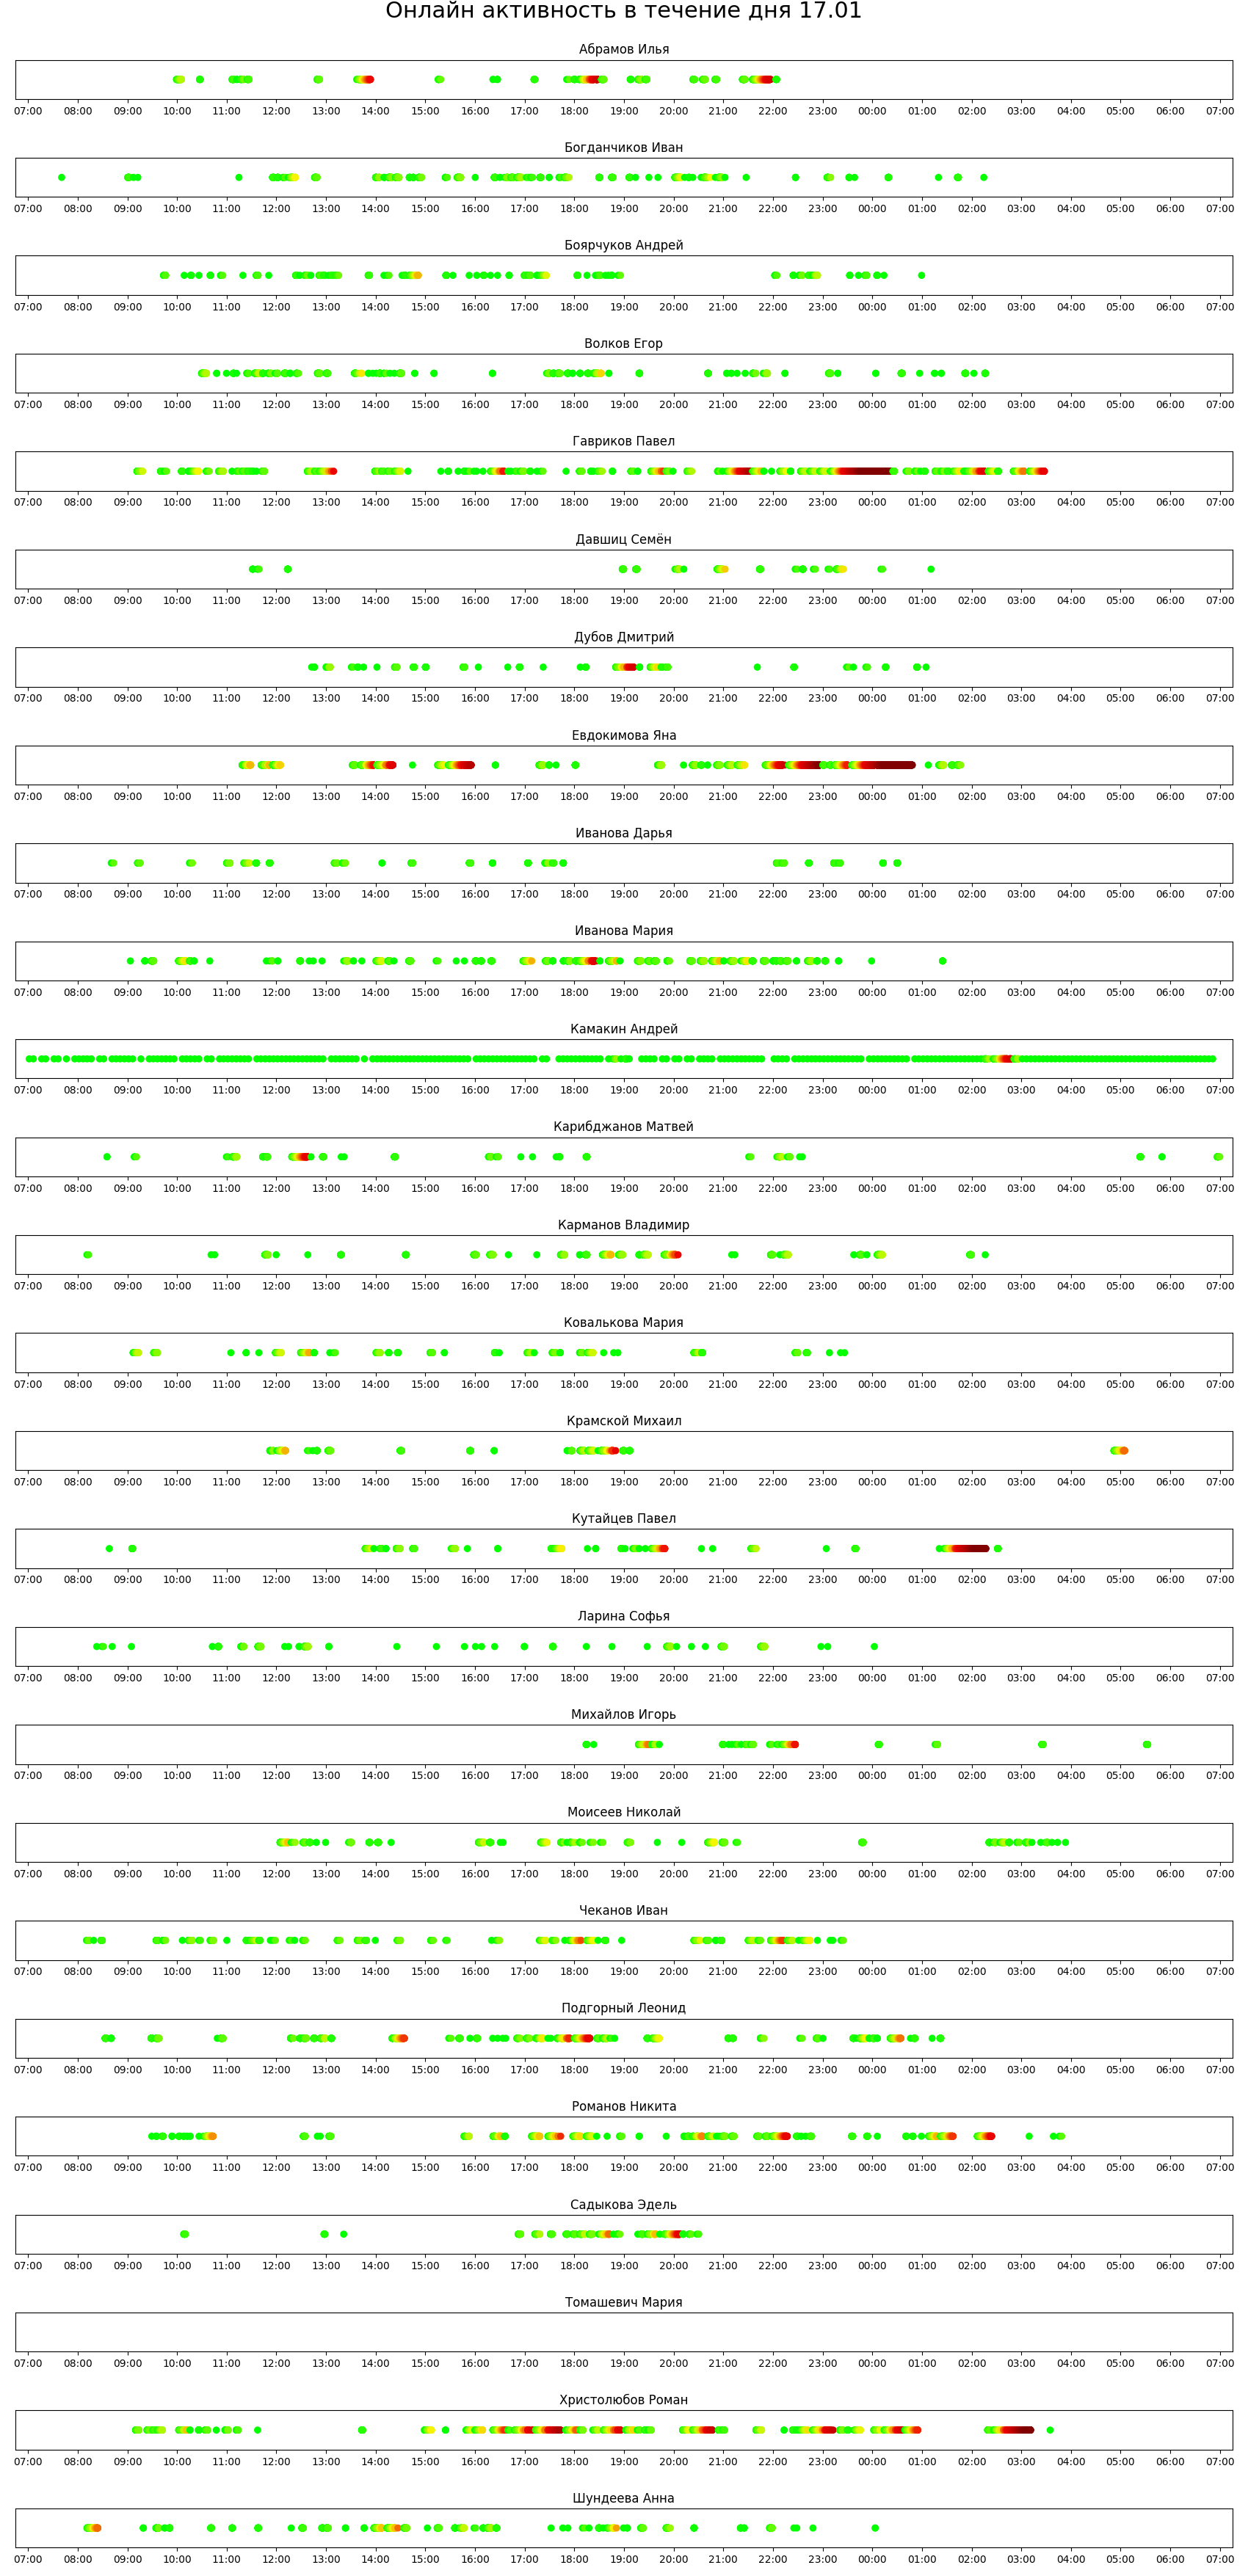 Онлайн активность в течение дня 17.01
Абрамов Илья
07:00 08:00 09:00 10:00 11:00 12:00 13:00 14:00 15:00 16:00 17:00 18:00 19:00 20:00 21:00 22:00 23:00 00:00 01:00 02:00 03:00 04:00 05:00 06:00 07:00
Богданчиков Иван
07:00 08:00 09:00 10:00 11:00 12:00 13:00 14:00 15:00 16:00 17:00 18:00 19:00 20:00 21:00 22:00 23:00 00:00 01:00 02:00 03:00 04:00 05:00 06:00 07:00
Боярчуков Андрей
07:00 08:00 09:00 10:00 11:00 12:00 13:00 14:00 15:00 16:00 17:00 18:00 19:00 20:00 21:00 22:00 23:00 00:00 01:00 02:00 03:00 04:00 05:00 06:00 07:00
Волков Егор
07:00 08:00 09:00 10:00 11:00 12:00 13:00 14:00 15:00 16:00 17:00 18:00 19:00 20:00 21:00 22:00 23:00 00:00 01:00 02:00 03:00 04:00 05:00 06:00 07:00
Гавриков Павел
07:00 08:00 09:00 10:00 11:00 12:00 13:00 14:00 15:00 16:00 17:00 18:00 19:00 20:00 21:00 22:00 23:00 00:00 01:00 02:00 03:00 04:00 05:00 06:00 07:00
Давшиц Семён
07:00 08:00 09:00 10:00 11:00 12:00 13:00 14:00 15:00 16:00 17:00 18:00 19:00 20:00 21:00 22:00 23:00 00:00 01:00 02:00 03:00 04:00 05:00 06:00 07:00
Дубов Дмитрий
07:00 08:00 09:00 10:00 11:00 12:00 13:00 14:00 15:00 16:00 17:00 18:00 19:00 20:00 21:00 22:00 23:00 00:00 01:00 02:00 03:00 04:00 05:00 06:00 07:00
Евдокимова Яна
07:00 08:00 09:00 10:00 11:00 12:00 13:00 14:00 15:00 16:00 17:00 18:00 19:00 20:00 21:00 22:00 23:00 00:00 01:00 02:00 03:00 04:00 05:00 06:00 07:00
Иванова Дарья
07:00 08:00 09:00 10:00 11:00 12:00 13:00 14:00 15:00 16:00 17:00 18:00 19:00 20:00 21:00 22:00 23:00 00:00 01:00 02:00 03:00 04:00 05:00 06:00 07:00
Иванова Мария
07:00 08:00 09:00 10:00 11:00 12:00 13:00 14:00 15:00 16:00 17:00 18:00 19:00 20:00 21:00 22:00 23:00 00:00 01:00 02:00 03:00 04:00 05:00 06:00 07:00
Камакин Андрей
07:00 08:00 09:00 10:00 11:00 12:00 13:00 14:00 15:00 16:00 17:00 18:00 19:00 20:00 21:00 22:00 23:00 00:00 01:00 02:00 03:00 04:00 05:00 06:00 07:00
Карибджанов Матвей
07:00 08:00 09:00 10:00 11:00 12:00 13:00 14:00 15:00 16:00 17:00 18:00 19:00 20:00 21:00 22:00 23:00 00:00 01:00 02:00 03:00 04:00 05:00 06:00 07:00
Карманов Владимир
07:00 08:00 09:00 10:00 11:00 12:00 13:00 14:00 15:00 16:00 17:00 18:00 19:00 20:00 21:00 22:00 23:00 00:00 01:00 02:00 03:00 04:00 05:00 06:00 07:00
Ковалькова Мария
07:00 08:00 09:00 10:00 11:00 12:00 13:00 14:00 15:00 16:00 17:00 18:00 19:00 20:00 21:00 22:00 23:00 00:00 01:00 02:00 03:00 04:00 05:00 06:00 07:00
Крамской Михаил
07:00 08:00 09:00 10:00 11:00 12:00 13:00 14:00 15:00 16:00 17:00 18:00 19:00 20:00 21:00 22:00 23:00 00:00 01:00 02:00 03:00 04:00 05:00 06:00 07:00
Кутайцев Павел
07:00 08:00 09:00 10:00 11:00 12:00 13:00 14:00 15:00 16:00 17:00 18:00 19:00 20:00 21:00 22:00 23:00 00:00 01:00 02:00 03:00 04:00 05:00 06:00 07:00
Ларина Софья
07:00 08:00 09:00 10:00 11:00 12:00 13:00 14:00 15:00 16:00 17:00 18:00 19:00 20:00 21:00 22:00 23:00 00:00 01:00 02:00 03:00 04:00 05:00 06:00 07:00
Михайлов Игорь
07:00 08:00 09:00 10:00 11:00 12:00 13:00 14:00 15:00 16:00 17:00 18:00 19:00 20:00 21:00 22:00 23:00 00:00 01:00 02:00 03:00 04:00 05:00 06:00 07:00
Моисеев Николай
07:00 08:00 09:00 10:00 11:00 12:00 13:00 14:00 15:00 16:00 17:00 18:00 19:00 20:00 21:00 22:00 23:00 00:00 01:00 02:00 03:00 04:00 05:00 06:00 07:00
Чеканов Иван
07:00 08:00 09:00 10:00 11:00 12:00 13:00 14:00 15:00 16:00 17:00 18:00 19:00 20:00 21:00 22:00 23:00 00:00 01:00 02:00 03:00 04:00 05:00 06:00 07:00
Подгорный Леонид
07:00 08:00 09:00 10:00 11:00 12:00 13:00 14:00 15:00 16:00 17:00 18:00 19:00 20:00 21:00 22:00 23:00 00:00 01:00 02:00 03:00 04:00 05:00 06:00 07:00
Романов Никита
07:00 08:00 09:00 10:00 11:00 12:00 13:00 14:00 15:00 16:00 17:00 18:00 19:00 20:00 21:00 22:00 23:00 00:00 01:00 02:00 03:00 04:00 05:00 06:00 07:00
Садыкова Эдель
07:00 08:00 09:00 10:00 11:00 12:00 13:00 14:00 15:00 16:00 17:00 18:00 19:00 20:00 21:00 22:00 23:00 00:00 01:00 02:00 03:00 04:00 05:00 06:00 07:00
Томашевич Мария
07:00 08:00 09:00 10:00 11:00 12:00 13:00 14:00 15:00 16:00 17:00 18:00 19:00 20:00 21:00 22:00 23:00 00:00 01:00 02:00 03:00 04:00 05:00 06:00 07:00
Христолюбов Роман
07:00 08:00 09:00 10:00 11:00 12:00 13:00 14:00 15:00 16:00 17:00 18:00 19:00 20:00 21:00 22:00 23:00 00:00 01:00 02:00 03:00 04:00 05:00 06:00 07:00
Шундеева Анна
07:00 08:00 09:00 10:00 11:00 12:00 13:00 14:00 15:00 16:00 17:00 18:00 19:00 20:00 21:00 22:00 23:00 00:00 01:00 02:00 03:00 04:00 05:00 06:00 07:00